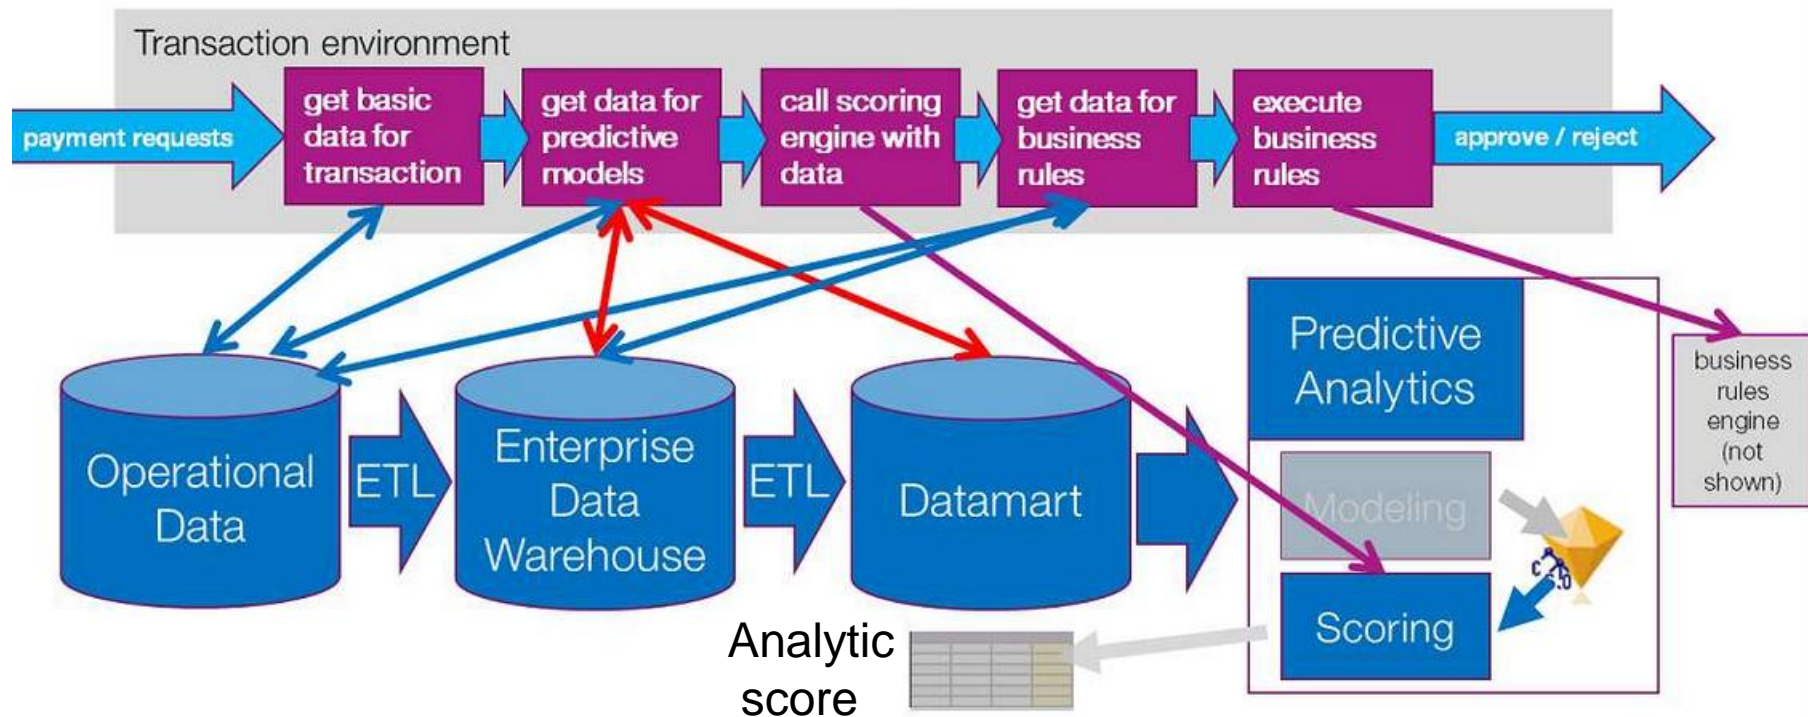 Transaction environment
payment requests
get basic
data for
transaction
get data for
predictive
models
call scoring
engine with
data
get data for
business
rules
execute
business
rules
approve / reject
Operational
Data
ETL
Enterprise
Data
Warehouse
ETL
Datamart
Predictive
Analytics
Modeling
Scoring
business
rules
engine
(not
shown)
Analytic
score